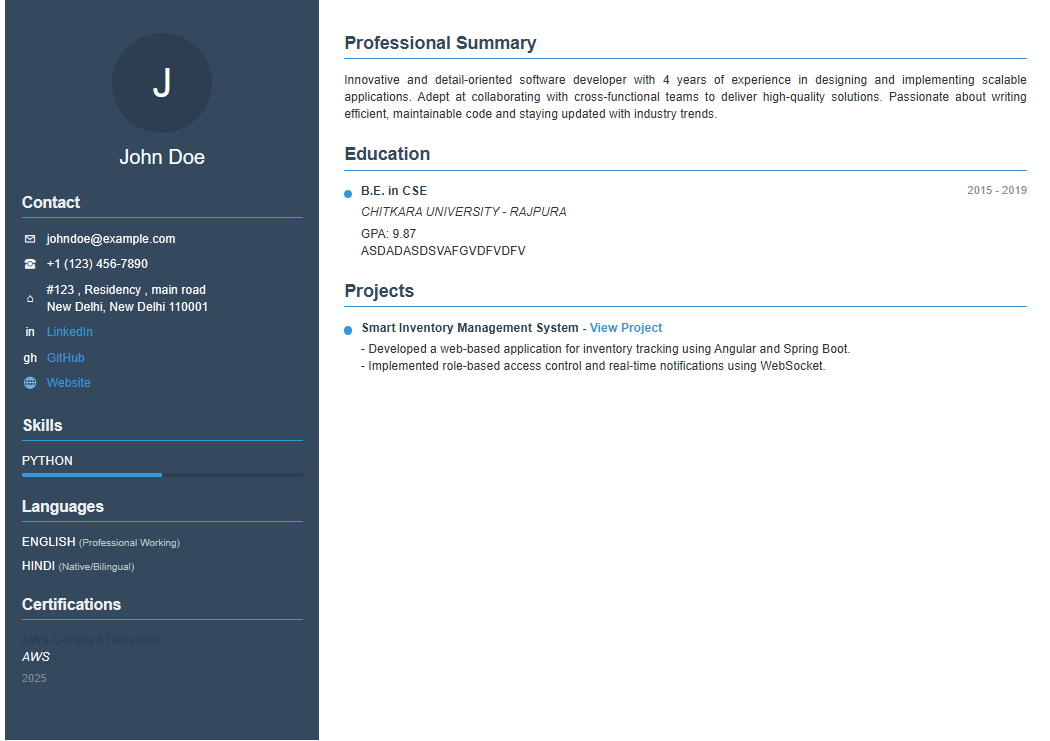 J
John Doe
Contact
johndoe@example.com
+1 (123) 456-7890
#123 , Residency , main road
New Delhi, New Delhi 110001
in LinkedIn
gh GitHub
Website
Skills
PYTHON
Languages
ENGLISH (Professional Working)
HINDI (Native/Bilingual)
Certifications
AWS Certified Developer
AWS
2025
Professional Summary
Innovative and detail-oriented software developer with 4 years of experience in designing and implementing scalable
applications. Adept at collaborating with cross-functional teams to deliver high-quality solutions. Passionate about writing
efficient, maintainable code and staying updated with industry trends.
Education
B.E. in CSE 2015 - 2019
CHITKARA UNIVERSITY - RAJPURA
GPA: 9.87
ASDADASDSVAFGVDFVDFV
Projects
Smart Inventory Management System - View Project
- Developed a web-based application for inventory tracking using Angular and Spring Boot.
- Implemented role-based access control and real-time notifications using WebSocket.